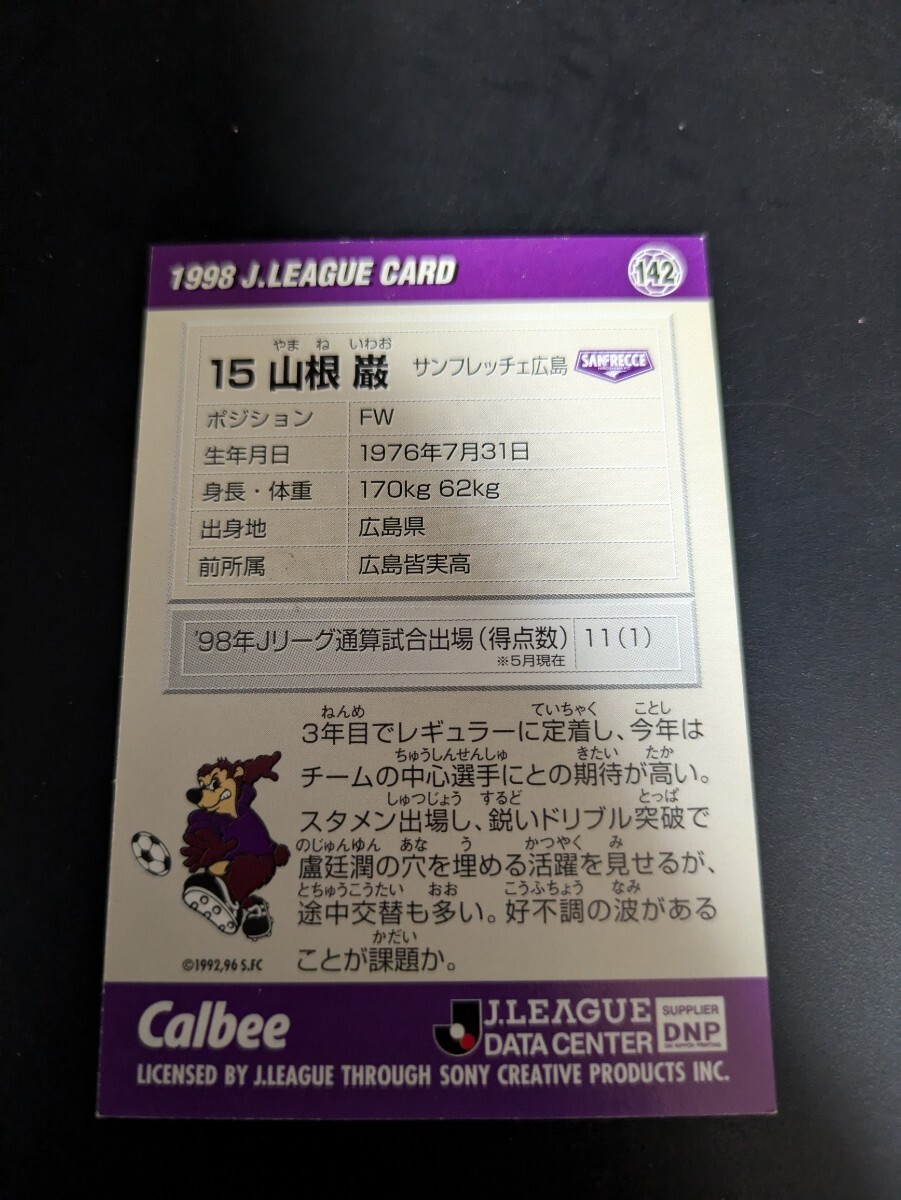 1998 J.LEAGUE CARD
142
やま ね いわお
15 山根 巌 サンフレッチェ広島
SANFRECCE
ポジション FW
生年月日 1976年7月31日
身長・体重 170kg 62kg
出身地 広島県
前所属 広島皆実高
'98年Jリーグ通算試合出場(得点数) 11(1)
※5月現在
ねんめ ていちゃく ことし
3年目でレギュラーに定着し、今年は
ちゅうしんせんしゅ きたい たか
チームの中心選手にとの期待が高い。
しゅつじょう するど とっぱ
スタメン出場し、鋭いドリブル突破で
のじゅんゆん あな う かつやく み
盧廷潤の穴を埋める活躍を見せるが、
とちゅうこうたい おお こうふちょう なみ
途中交替も多い。好不調の波がある
かだい
ことが課題か。
©1992,96 S.FC
Calbee
J.LEAGUE
DATA CENTER
SUPPLIER
DNP
LICENSED BY J.LEAGUE THROUGH SONY CREATIVE PRODUCTS INC.